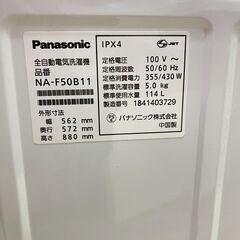 Panasonic
IPX4
JET
全自動電気洗濯機
品番
NA-F50B11
定格電圧 100 V～
定格周波数 50/60 Hz
定格消費電力 355/430 W
標準洗濯容量 5.0 kg
標準使用水量 114 L
製造番号 1841403729
外形寸法
幅 562 mm
奥行 572 mm
高さ 880 mm
パナソニック株式会社
中国製